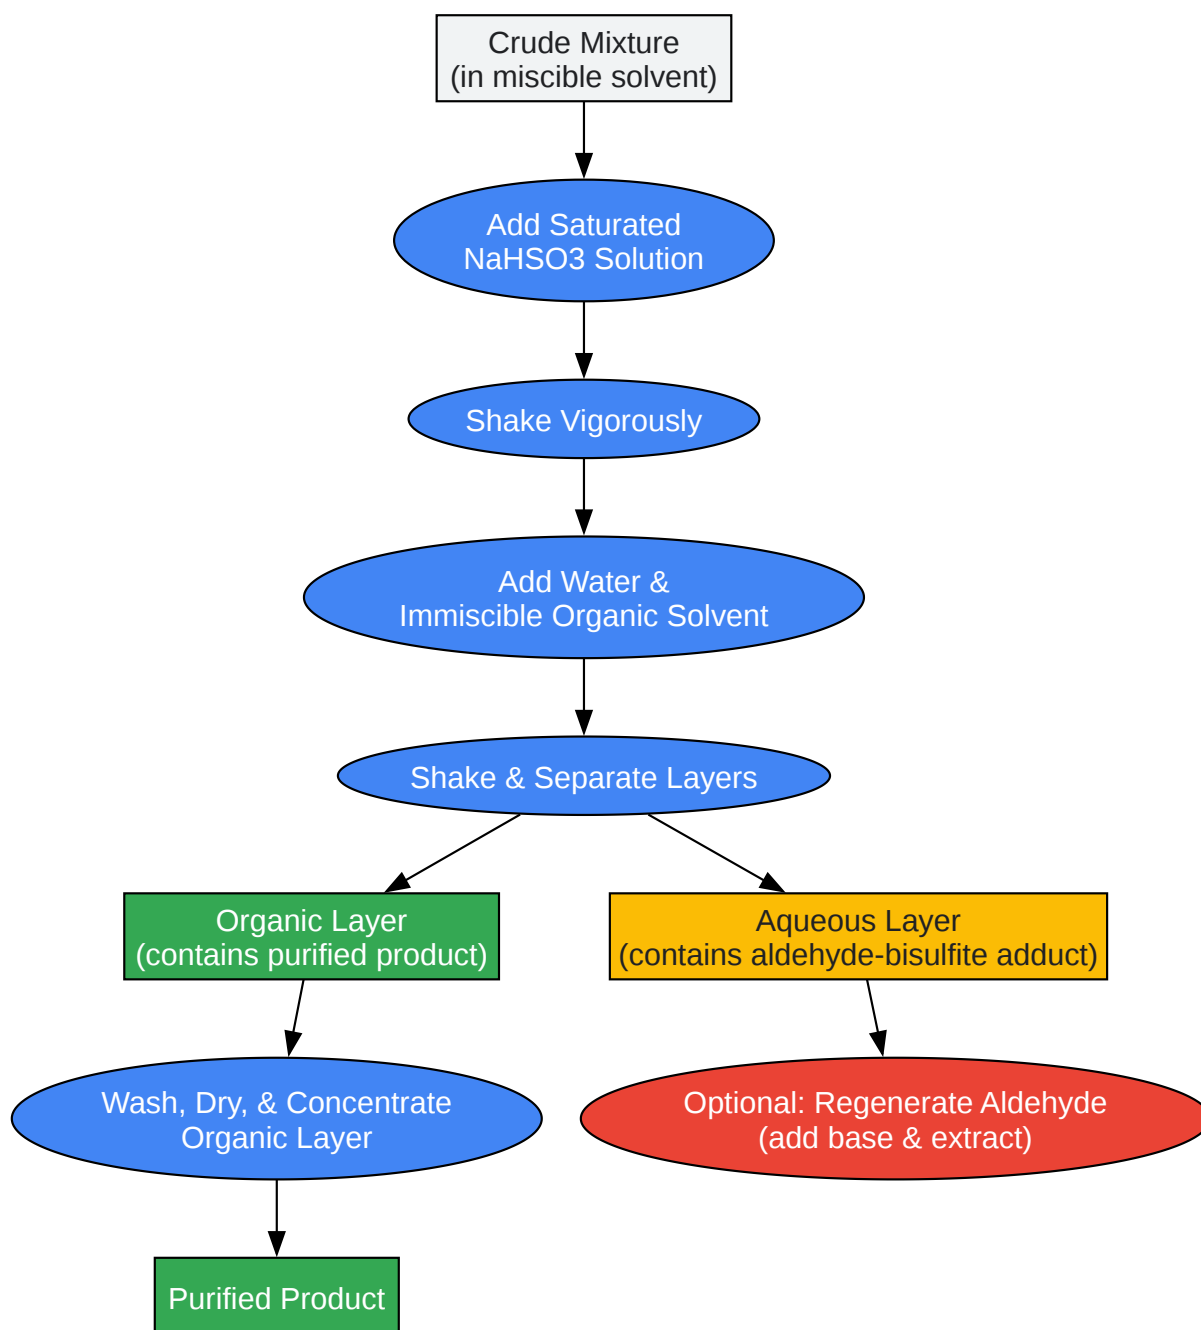 Crude Mixture
(in miscible solvent)
Add Saturated
NaHSO3 Solution
Shake Vigorously
Add Water &
Immiscible Organic Solvent
Shake & Separate Layers
Organic Layer
(contains purified product)
Aqueous Layer
(contains aldehyde-bisulfite adduct)
Wash, Dry, & Concentrate
Organic Layer
Optional: Regenerate Aldehyde
(add base & extract)
Purified Product